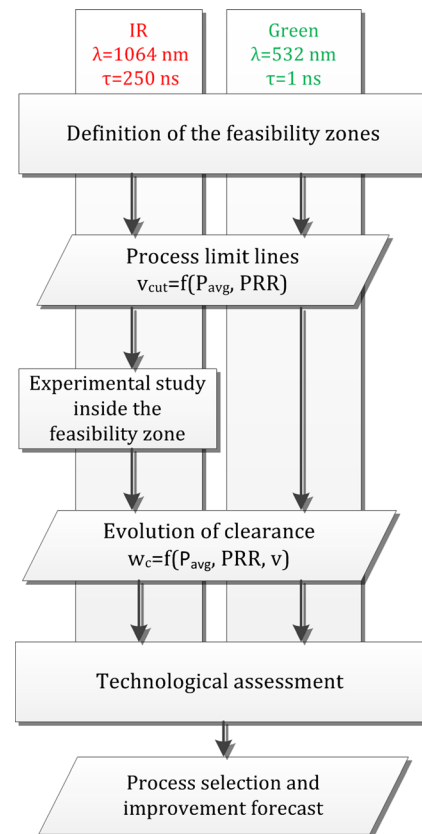 IR
λ=1064 nm
τ=250 ns
Green
λ=532 nm
τ=1 ns
Definition of the feasibility zones
Process limit lines
vcut=f(Pavg, PRR)
Experimental study
inside the
feasibility zone
Evolution of clearance
wc=f(Pavg, PRR, v)
Technological assessment
Process selection and
improvement forecast